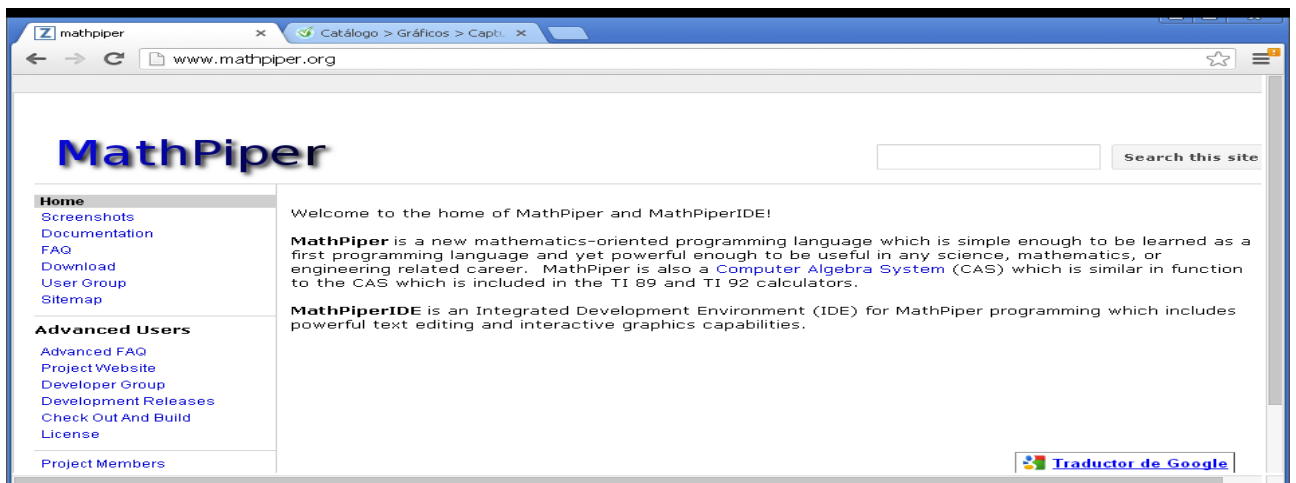 mathpiper
Catálogo > Gráficos > Captu
www.mathpiper.org
MathPiper
Search this site
Home
Screenshots
Documentation
FAQ
Download
User Group
Sitemap
Advanced Users
Advanced FAQ
Project Website
Developer Group
Development Releases
Check Out And Build
License
Project Members
Welcome to the home of MathPiper and MathPiperIDE!
MathPiper is a new mathematics-oriented programming language which is simple enough to be learned as a
first programming language and yet powerful enough to be useful in any science, mathematics, or
engineering related career. MathPiper is also a Computer Algebra System (CAS) which is similar in function
to the CAS which is included in the TI 89 and TI 92 calculators.
MathPiperIDE is an Integrated Development Environment (IDE) for MathPiper programming which includes
powerful text editing and interactive graphics capabilities.
Traductor de Google